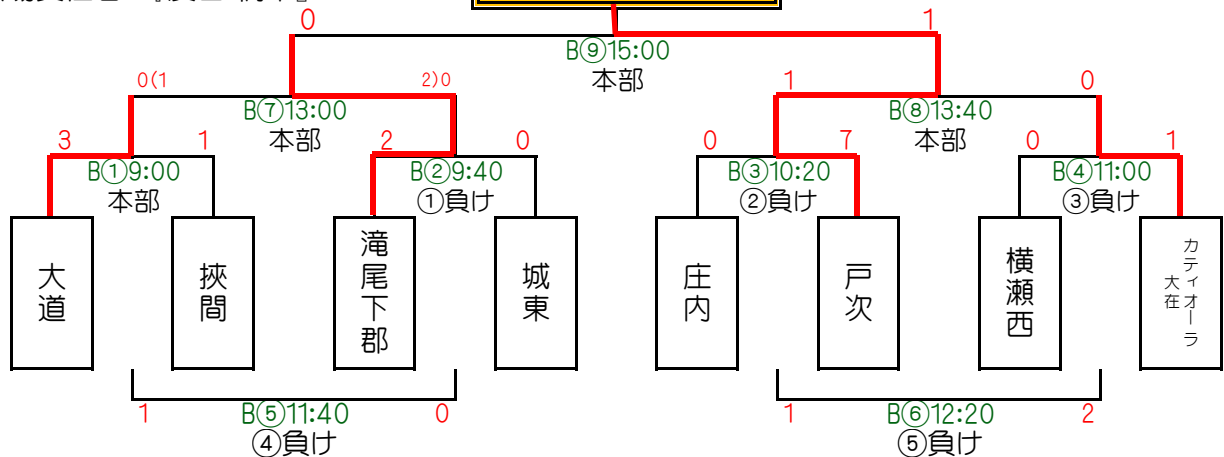 0
1
B⑨15:00
本部
0(1
2)0
B⑦13:00
本部
1
0
B⑧13:40
本部
3
1
B①9:00
本部
2
0
B②9:40
①負け
0
7
B③10:20
②負け
0
1
B④11:00
③負け
大道
挾間
滝尾下郡
城東
庄内
戸次
横瀬西
カティオーラ
大在
1
B⑤11:40
0
④負け
1
B⑥12:20
2
⑤負け